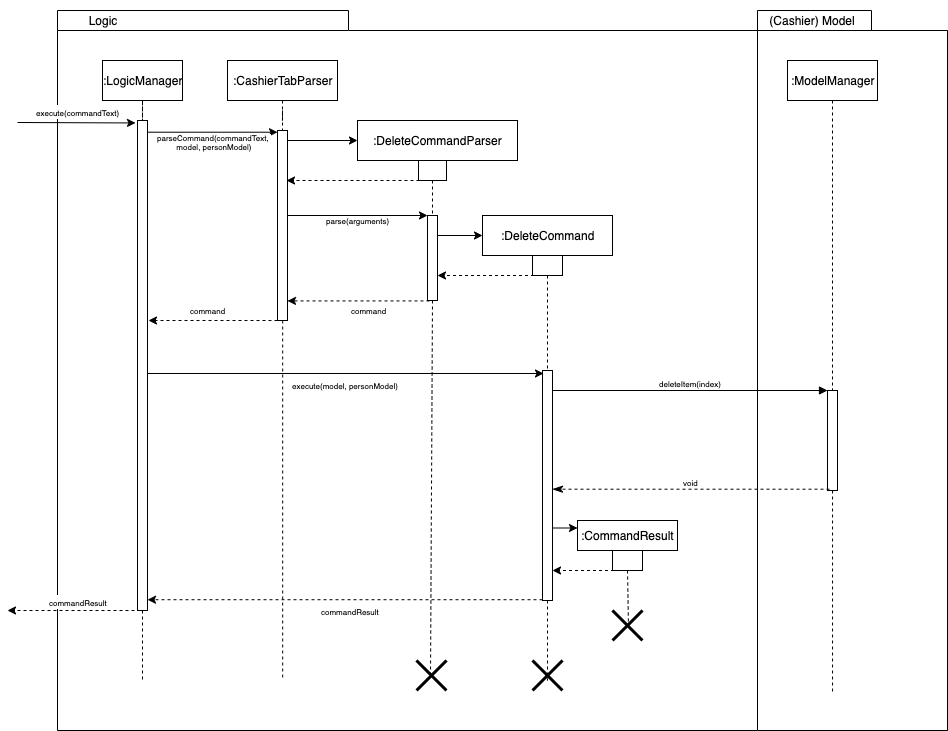 Logic
(Cashier) Model
:LogicManager
:CashierTabParser
:ModelManager
execute(commandText)
parseCommand(commandText,
model, personModel)
:DeleteCommandParser
parse(arguments)
:DeleteCommand
command
command
execute(model, personModel)
deleteItem(index)
void
:CommandResult
commandResult
commandResult